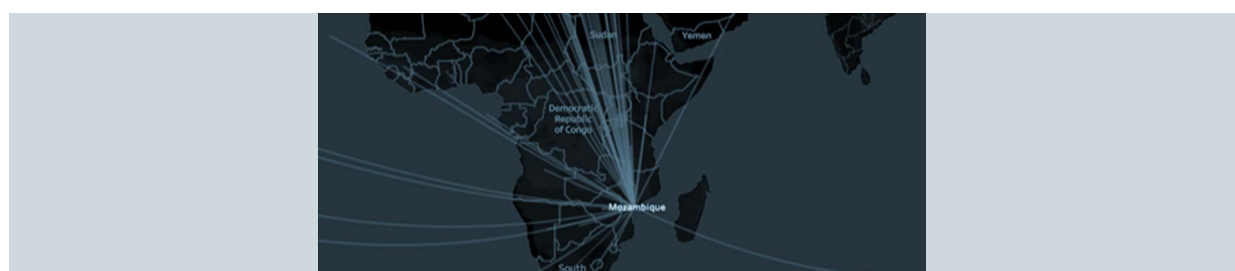 Sudan
Yemen
Democratic
Republic
of Congo
Mozambique
South